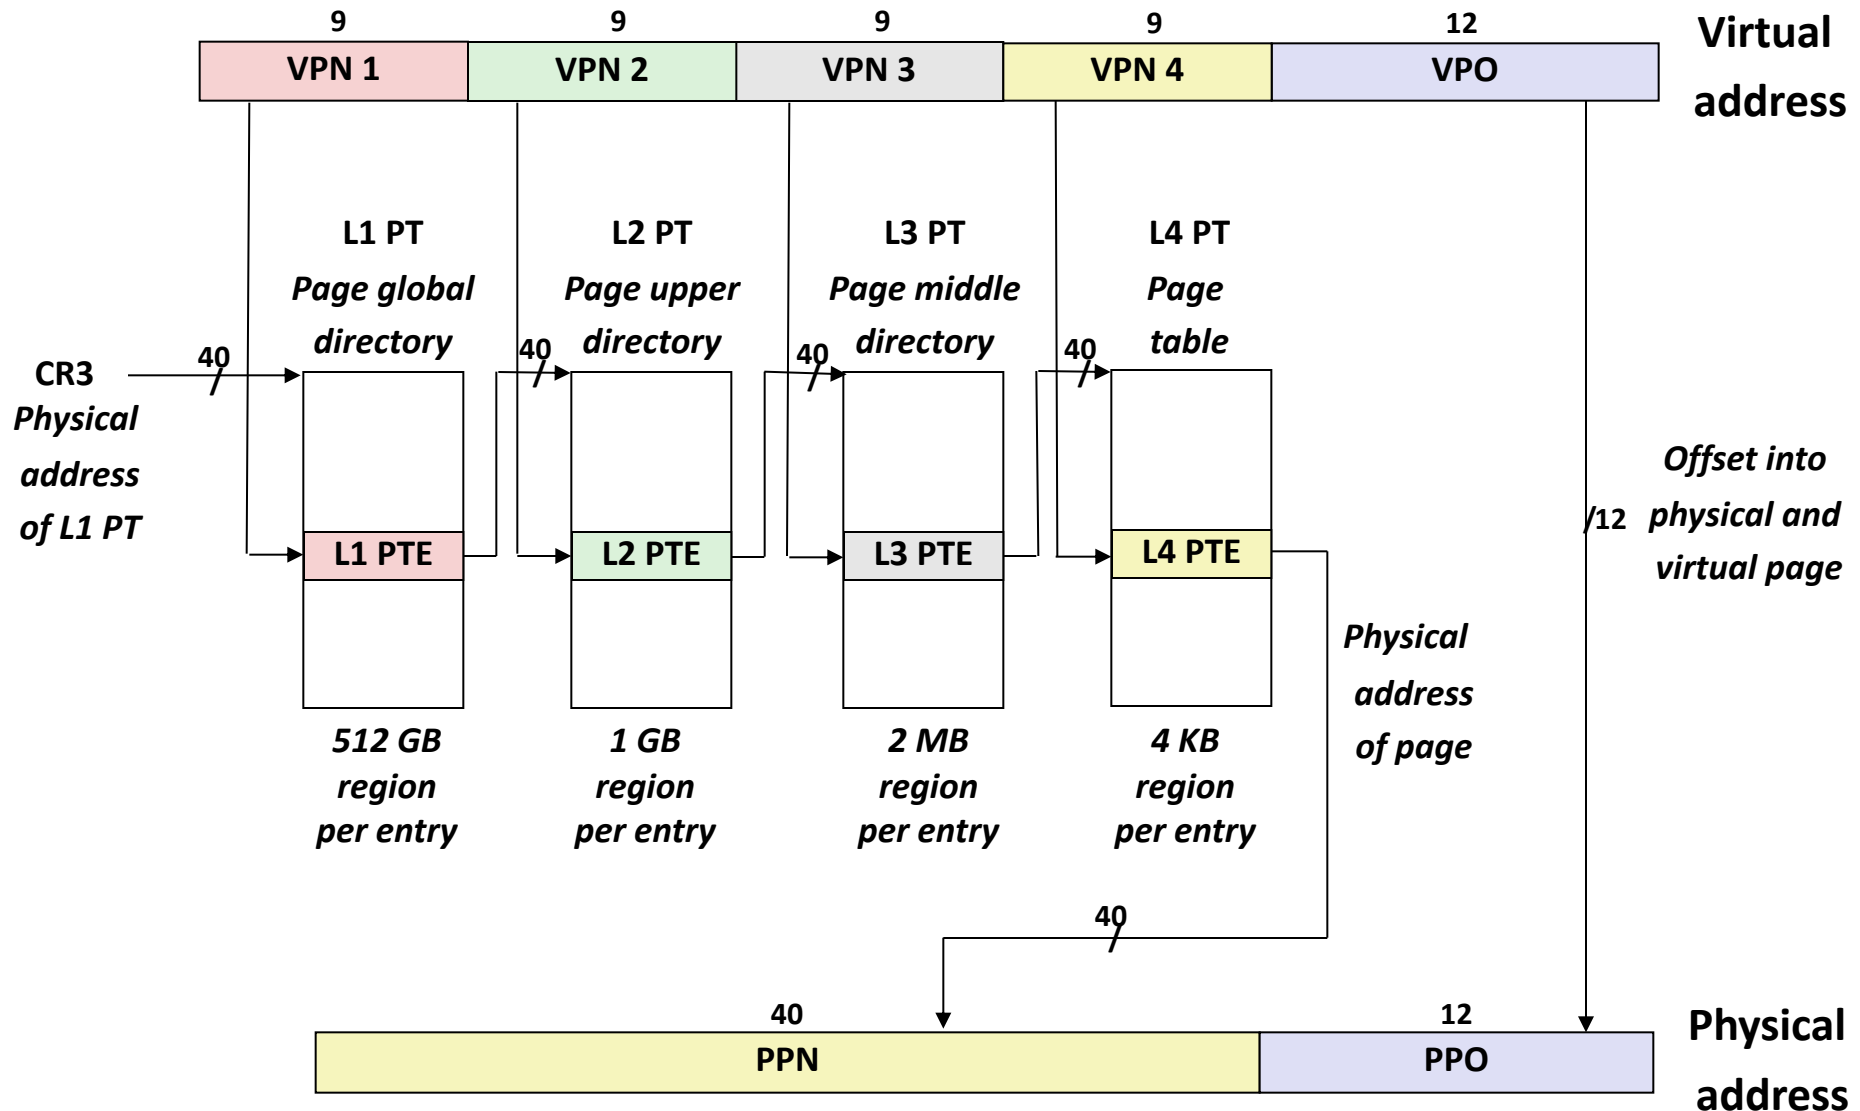 9 9 9 9 12
VPN 1 VPN 2 VPN 3 VPN 4 VPO
Virtual
address
L1 PT
Page global
directory
L2 PT
Page upper
directory
L3 PT
Page middle
directory
L4 PT
Page
table
CR3
Physical
address
of L1 PT
40
40
40
40
L1 PTE
L2 PTE
L3 PTE
L4 PTE
/12
Offset into
physical and
virtual page
512 GB
region
per entry
1 GB
region
per entry
2 MB
region
per entry
4 KB
region
per entry
Physical
address
of page
40
40 12
PPN PPO
Physical
address